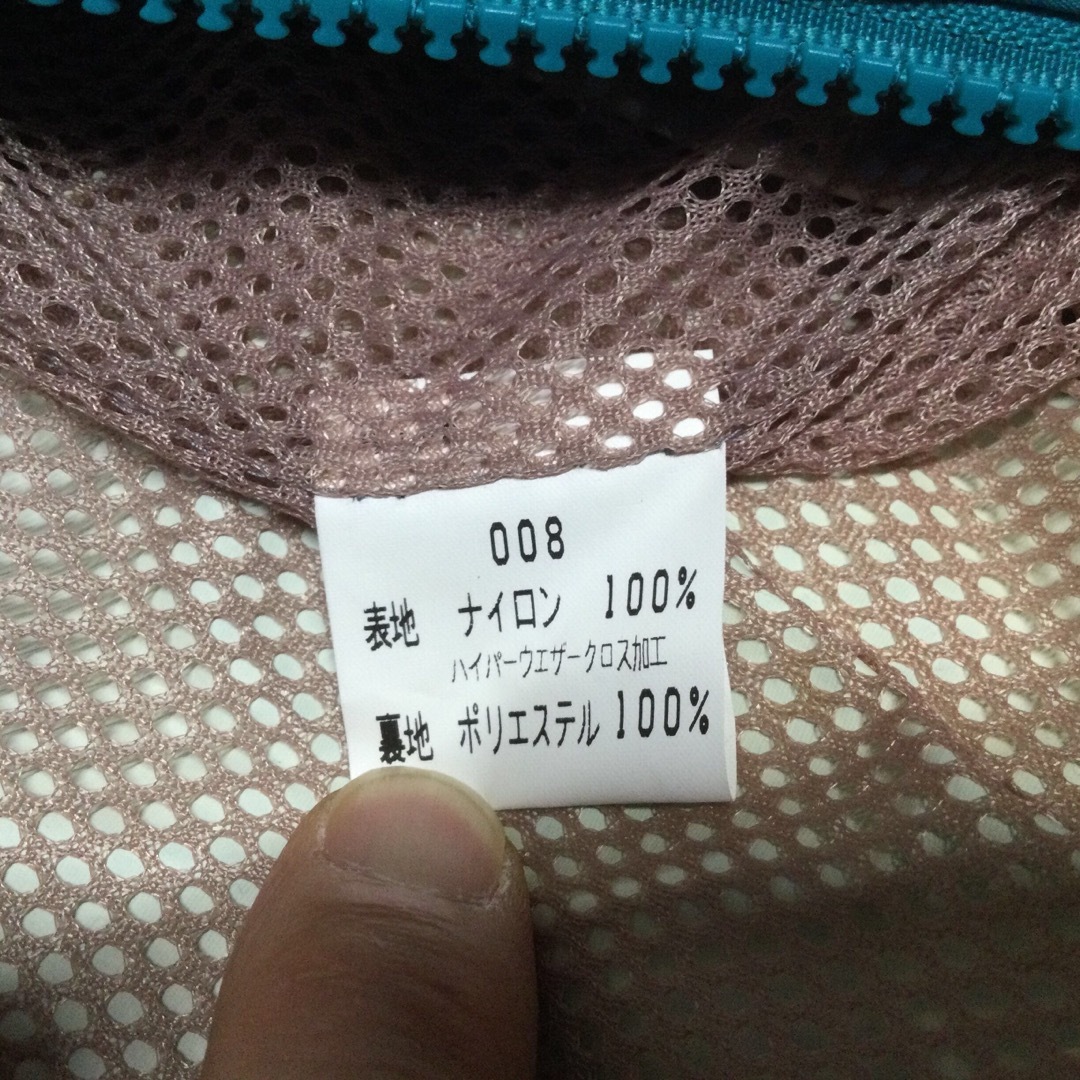 008
表地 ナイロン 100%
ハイパーウエザークロス加工
裏地 ポリエステル 100%